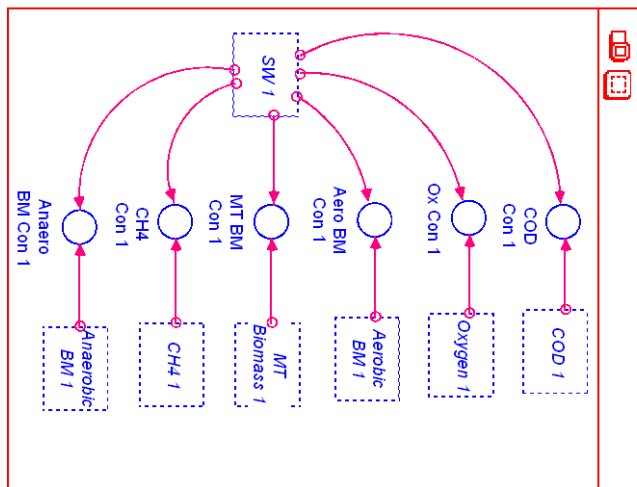 SW 1
COD
Con 1
Ox Con 1
Aero BM
Con 1
MT BM
Con 1
CH4
Con 1
Anaero
BM Con 1
COD 1
Oxygen 1
Aerobic
BM 1
MT
Biomass 1
CH4 1
Anaerobic
BM 1